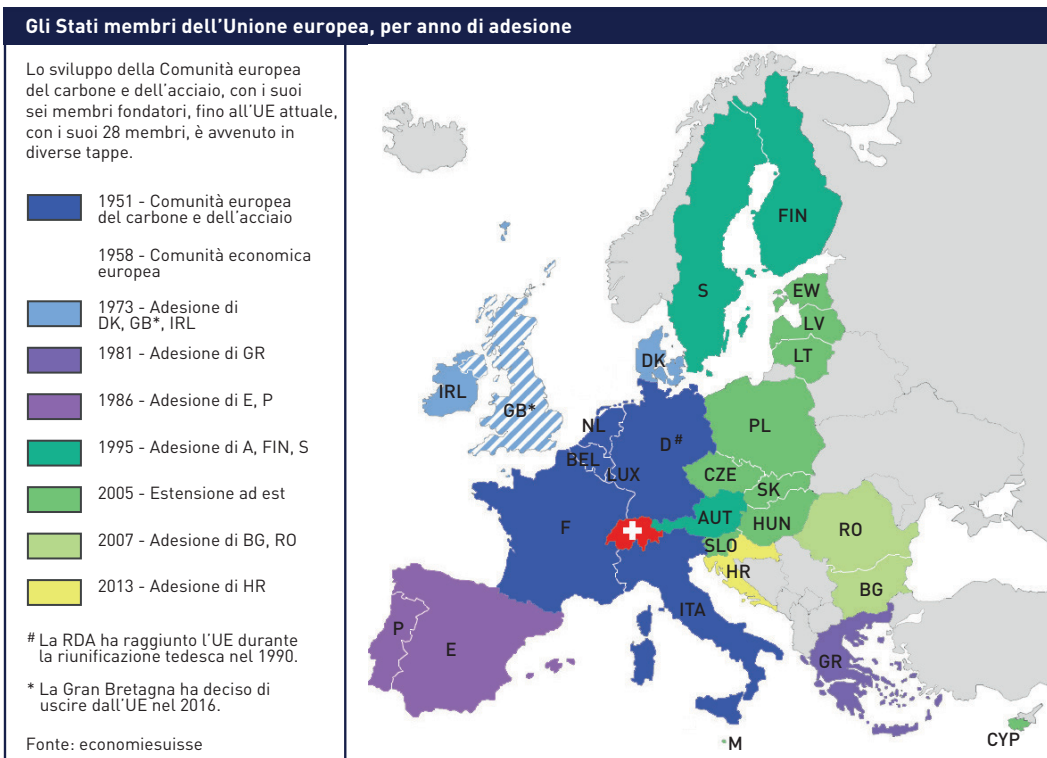 Gli Stati membri dell'Unione europea, per anno di adesione
Lo sviluppo della Comunità europea
del carbone e dell'acciaio, con i suoi
sei membri fondatori, fino all'UE attuale,
con i suoi 28 membri, è avvenuto in
diverse tappe.
1951 - Comunità europea
del carbone e dell'acciaio
1958 - Comunità economica
europea
1973 - Adesione di
DK, GB*, IRL
1981 - Adesione di GR
1986 - Adesione di E, P
1995 - Adesione di A, FIN, S
2005 - Estensione ad est
2007 - Adesione di BG, RO
2013 - Adesione di HR
# La RDA ha raggiunto l'UE durante
la riunificazione tedesca nel 1990.
* La Gran Bretagna ha deciso di
uscire dall'UE nel 2016.
Fonte: economiesuisse
FIN
S
EW
LV
LT
DK
IRL
GB*
NL
D#
PL
BEL
LUX
CZE
SK
F
AUT
HUN
SLO
RO
HR
BG
ITA
P
E
GR
M
CYP